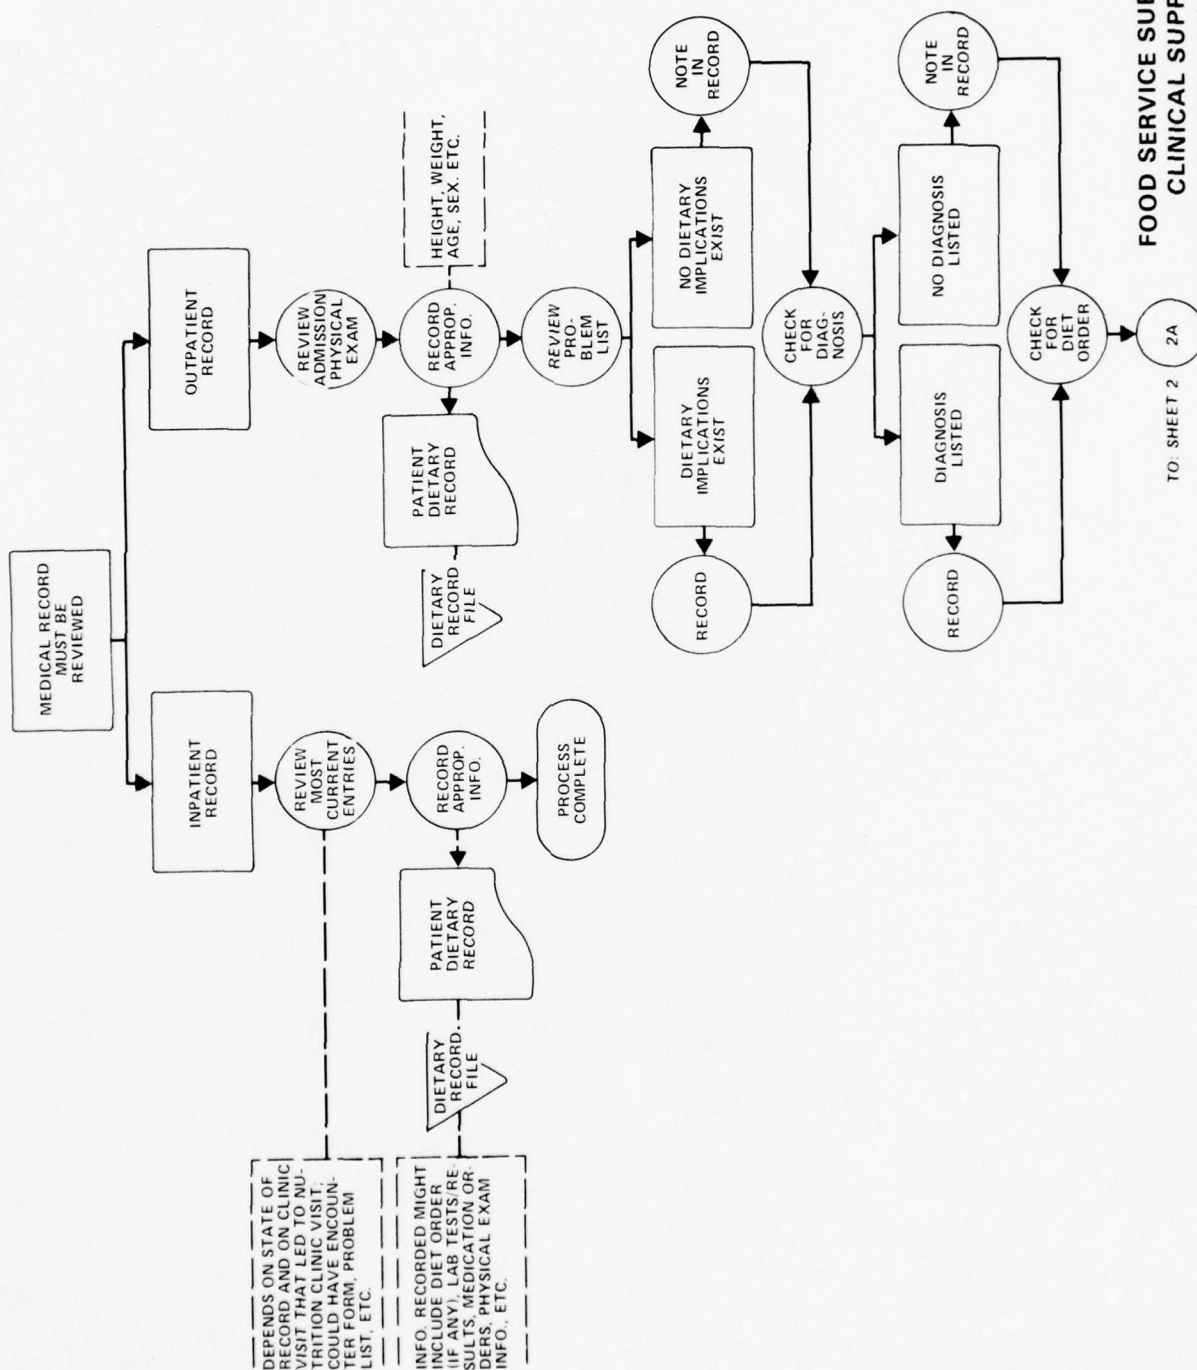 MEDICAL RECORD
MUST BE
REVIEWED
INPATIENT
RECORD
OUTPATIENT
RECORD
DEPENDS ON STATE OF
RECORD AND ON CLINIC
VISIT THAT LED TO NU-
TRITION CLINIC VISIT;
COULD HAVE ENCOUN-
TER FORM, PROBLEM
LIST, ETC.
REVIEW
MOST
CURRENT
ENTRIES
REVIEW
ADMISSION/
PHYSICAL
EXAM
INFO. RECORDED MIGHT
INCLUDE DIET ORDER
(IF ANY), LAB TESTS/RE-
SULTS, MEDICATION OR-
DERS, PHYSICAL EXAM
INFO., ETC.
DIETARY
RECORD
FILE
PATIENT
DIETARY
RECORD
RECORD
APPROP.
INFO.
DIETARY
RECORD
FILE
PATIENT
DIETARY
RECORD
RECORD
APPROP.
INFO.
HEIGHT, WEIGHT,
AGE, SEX. ETC.
PROCESS
COMPLETE
REVIEW
PRO-
BLEM
LIST
RECORD
DIETARY
IMPLICATIONS
EXIST
NO DIETARY
IMPLICATIONS
EXIST
NOTE
IN
RECORD
CHECK
FOR
DIAG-
NOSIS
RECORD
DIAGNOSIS
LISTED
NO DIAGNOSIS
LISTED
NOTE
IN
RECORD
CHECK
FOR
DIET
ORDER
TO: SHEET 2
2A
FOOD SERVICE
CLINICAL